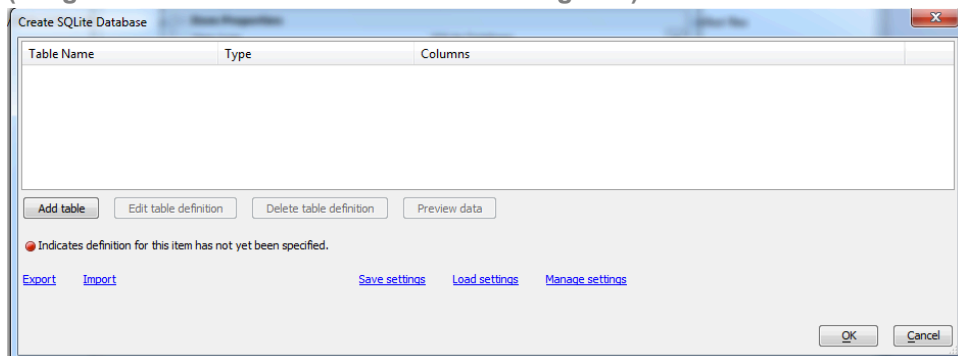 Create SQLite Database
Table Name Type Columns
Add table Edit table definition Delete table definition Preview data
Indicates definition for this item has not yet been specified.
Export Import Save settings Load settings Manage settings
OK Cancel